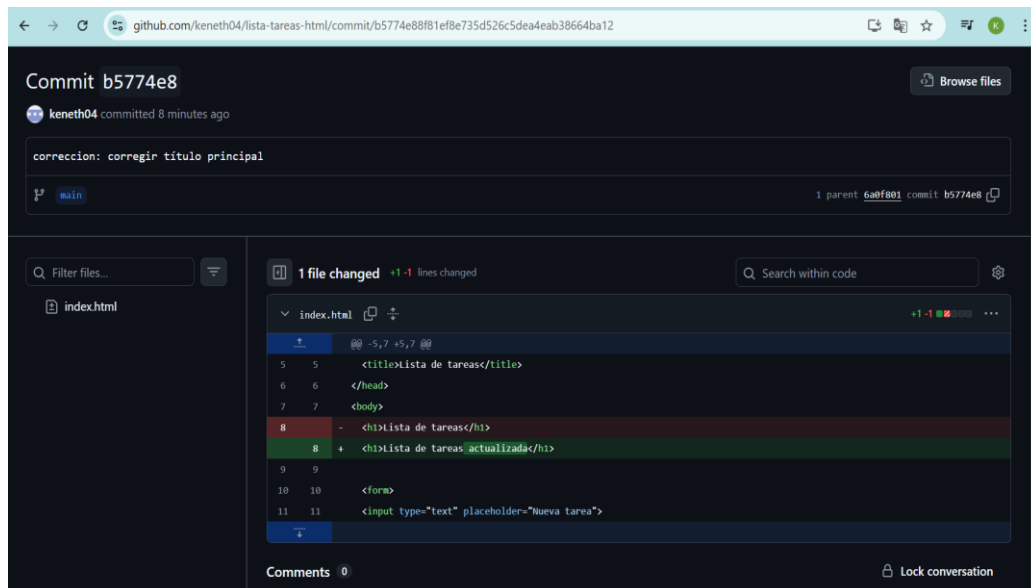 github.com/keneth04/lista-tareas-html/commit/b5774e88f81ef8e735d526c5dea4eab38664ba12
K
Commit b5774e8
Browse files
keneth04 committed 8 minutes ago
correccion: corregir título principal
main
1 parent 6a0f801 commit b5774e8
Filter files...
index.html
1 file changed +1 -1 lines changed
Search within code
index.html
+1 -1
@@ -5,7 +5,7 @@
5 5 <title>Lista de tareas</title>
6 6 </head>
7 7 <body>
8 - <h1>Lista de tareas</h1>
8 + <h1>Lista de tareas actualizada</h1>
9 9
10 10 <form>
11 11 <input type="text" placeholder="Nueva tarea">
Comments 0
Lock conversation